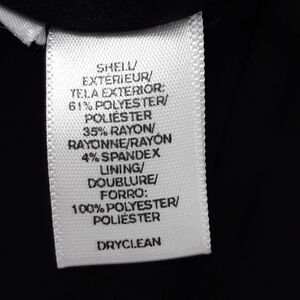 SHELL/
EXTÉRIEUR/
TELA EXTERIOR:
61% POLYESTER/
POLIÉSTER
35% RAYON/
RAYONNE/RAYÓN
4% SPANDEX
LINING/
DOUBLURE/
FORRO:
100% POLYESTER/
POLIÉSTER
DRYCLEAN